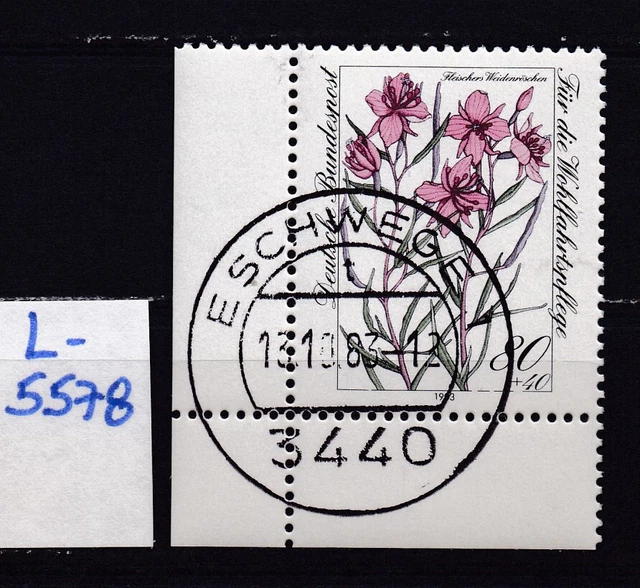 Fleischers Weidenröschen
Deutsche Bundespost
Für die Wohlfahrtspflege
80
+40
1983
ESCHWEGE
t
13.10.83-12
3440
L-
5578